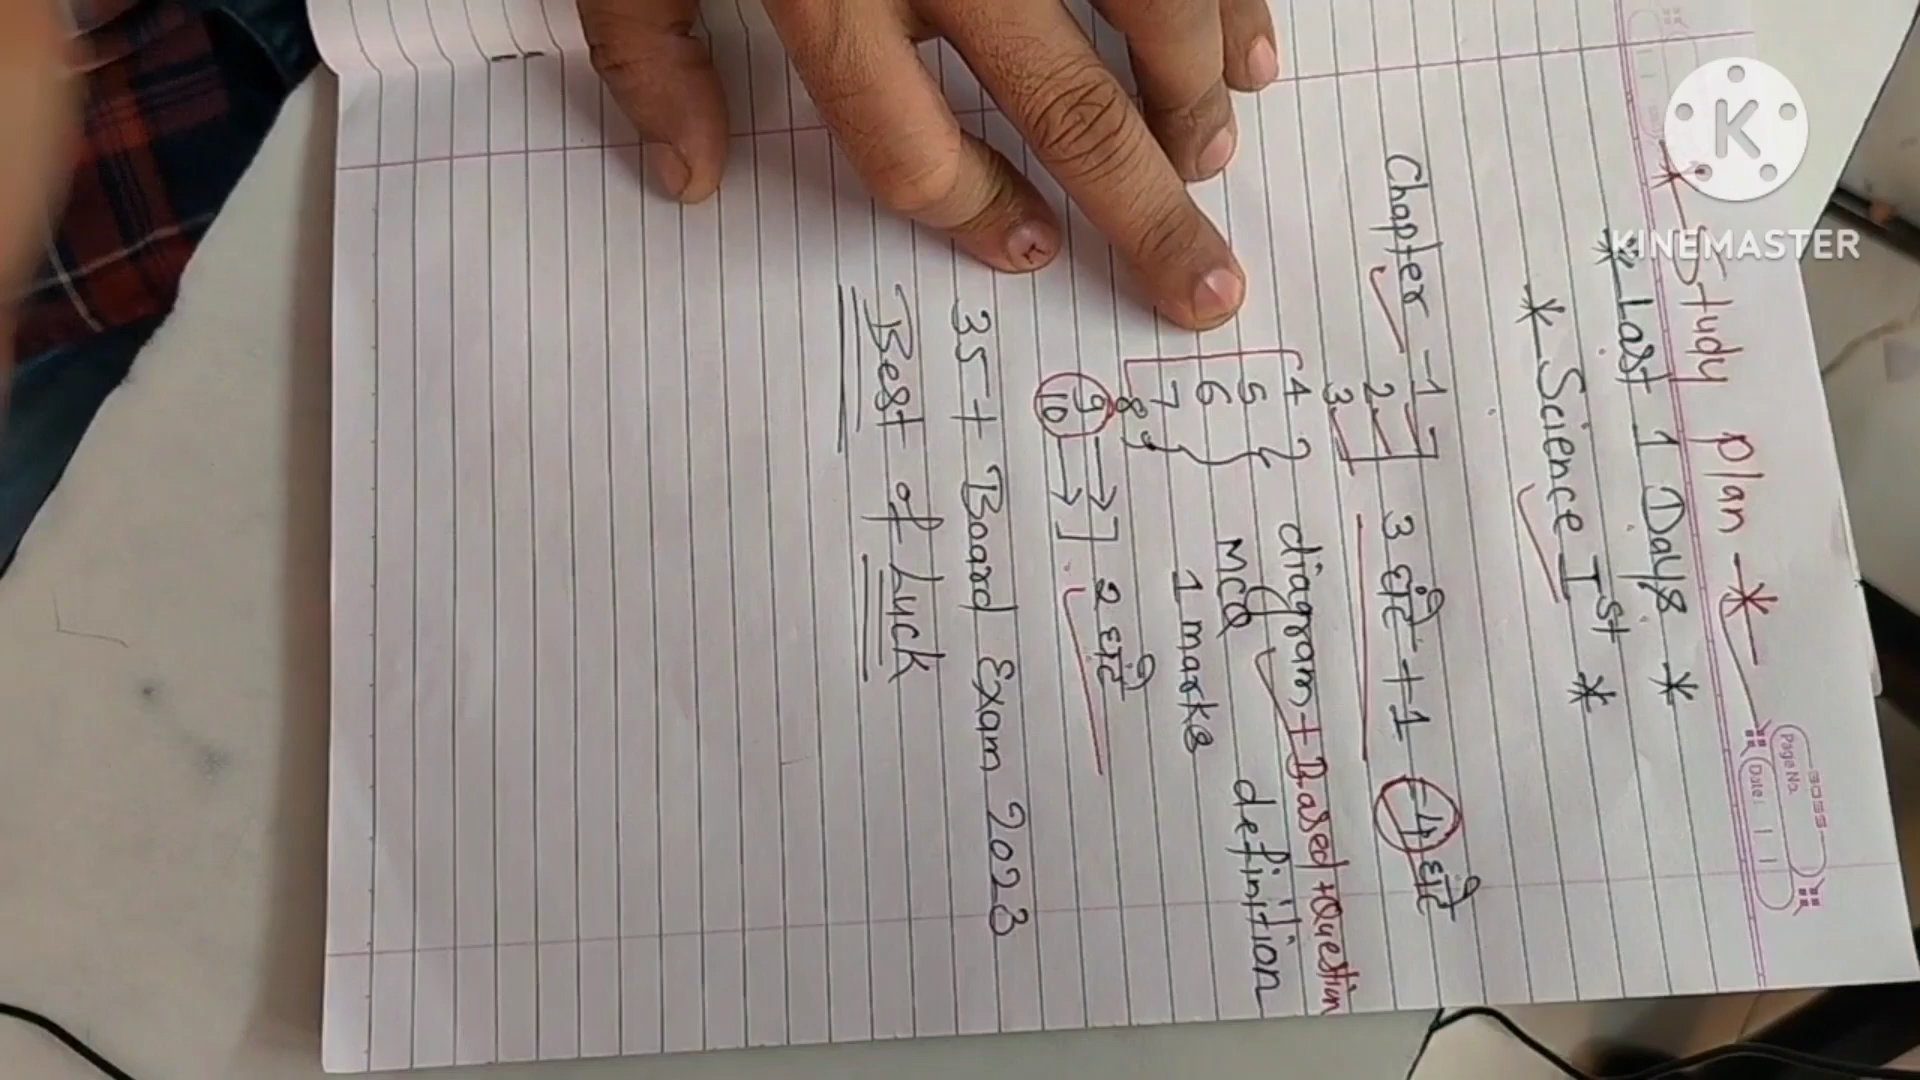 * Study plan *
* Last 1 Days *
* Science Ist *
Chapter - 1
2
3
3 घंटे + 1 = 4 घंटे
4
5
6
7
8
diagram + Based + Question
MCQ definition
1 marks
9
10
2 घंटे
35 + Board Exam 2023
Best of Luck
Page No.
Date:
K
KINEMASTER